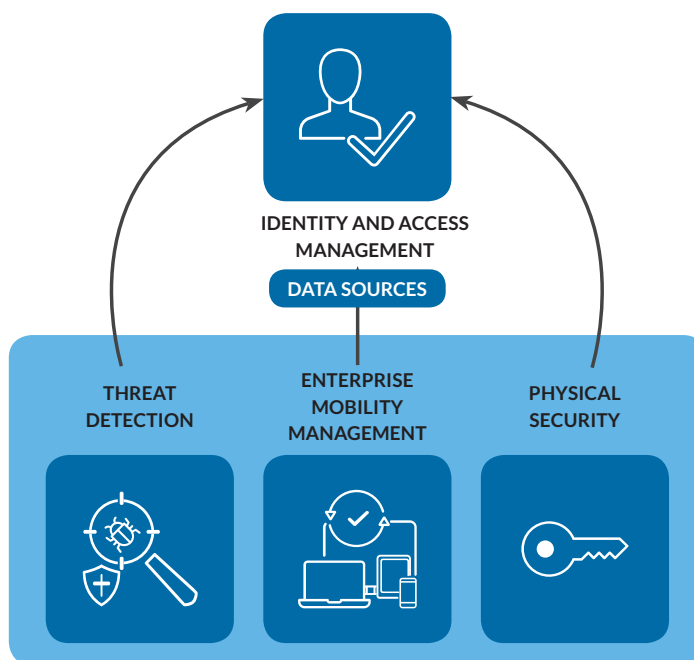 IDENTITY AND ACCESS
MANAGEMENT
DATA SOURCES
THREAT
DETECTION
ENTERPRISE
MOBILITY
MANAGEMENT
PHYSICAL
SECURITY